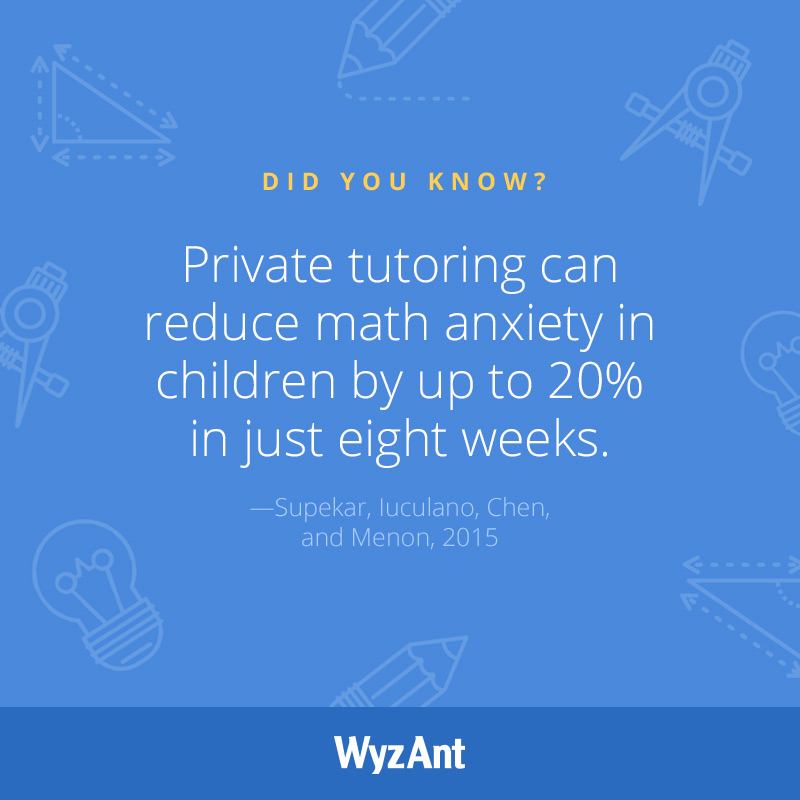 DID YOU KNOW?
Private tutoring can
reduce math anxiety in
children by up to 20%
in just eight weeks.
—Supekar, Iuculano, Chen,
and Menon, 2015
WyzAnt